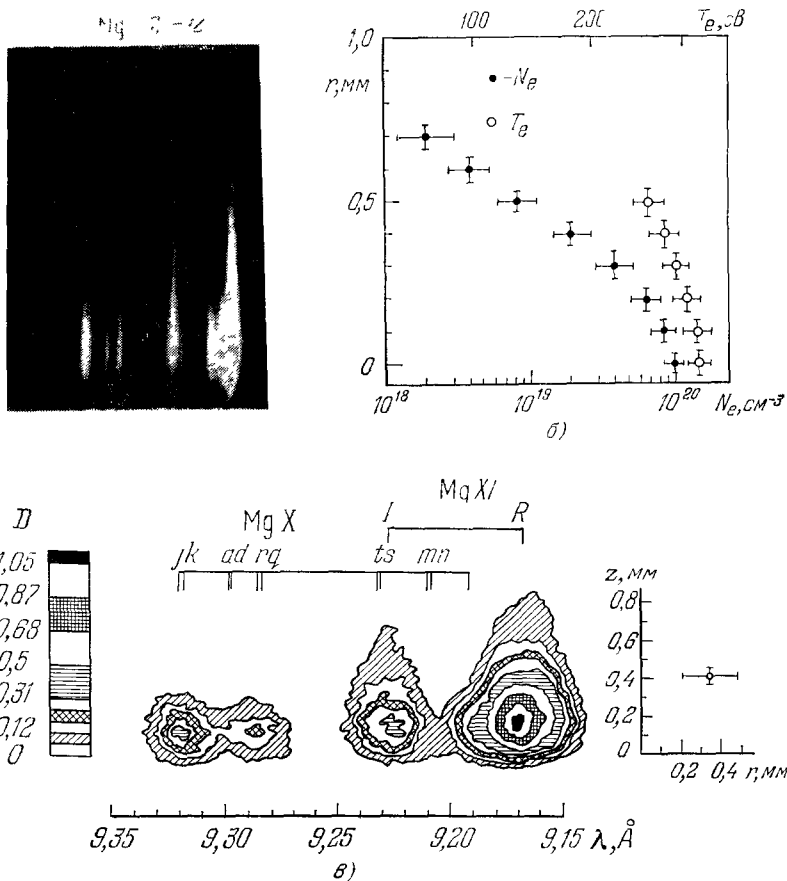 Mg
100 200 T_e, эВ
1,0
r, мм
• -N_e
○ T_e
0,5
0
10^18 10^19 10^20 N_e, см^-3
б)
Mg XI
D Mg X I R
jk ad rq ts mn
1,05
0,87
0,68
0,5
0,31
0,12
0
z, мм
0,8
0,6
0,4
0,2
0
0,2 0,4 r, мм
9,35 9,30 9,25 9,20 9,15 λ, Å
в)